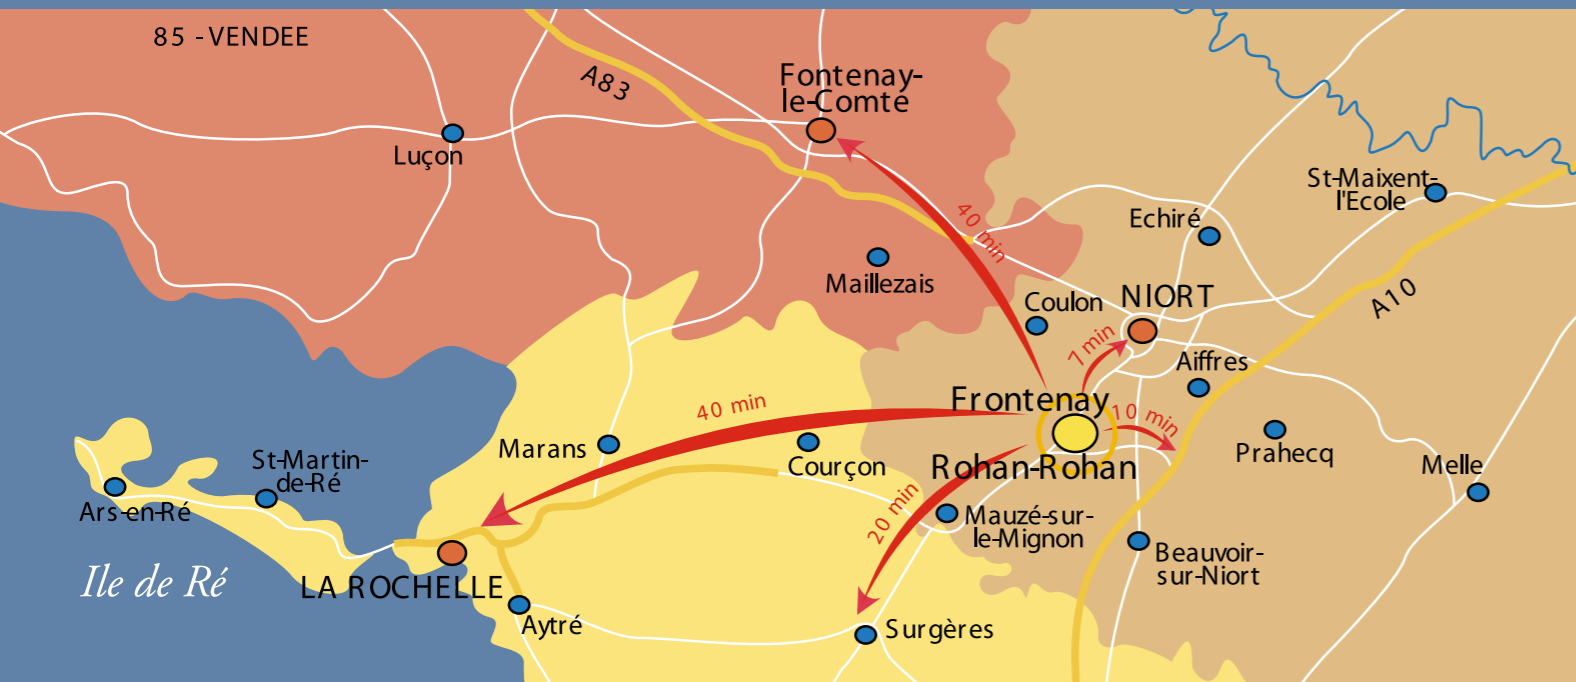 85 - VENDEE
A83
Fontenay-
le-Comte
Luçon
St-Maixent-
l'Ecole
Echiré
40 min
Maillezais
Coulon
NIORT
A10
7 min
Aiffres
Frontenay
Rohan-Rohan
10 min
40 min
Marans
Courçon
Prahecq
Melle
St-Martin-
de-Ré
Ars-en-Ré
20 min
Mauzé-sur-
le-Mignon
Beauvoir-
sur-Niort
Ile de Ré
LA ROCHELLE
Aytré
Surgères